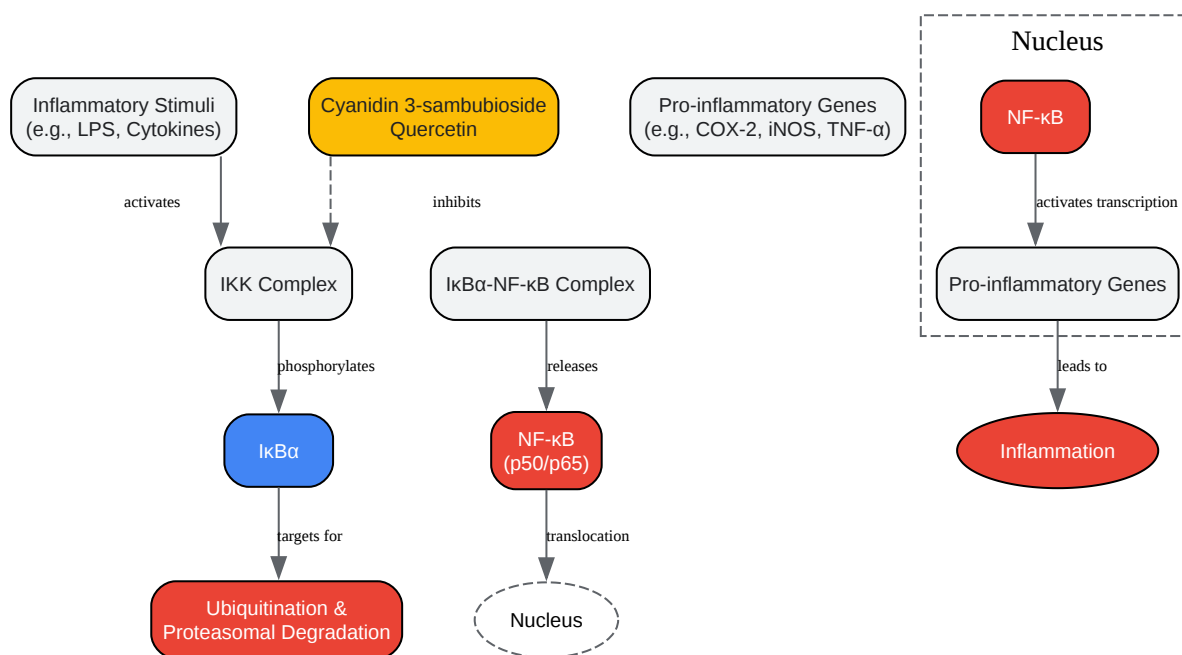 Nucleus
Inflammatory Stimuli
(e.g., LPS, Cytokines)
Cyanidin 3-sambubioside
Quercetin
Pro-inflammatory Genes
(e.g., COX-2, iNOS, TNF-α)
NF-κB
activates
inhibits
activates transcription
IKK Complex
IκBα-NF-κB Complex
Pro-inflammatory Genes
phosphorylates
releases
leads to
IκBα
NF-κB
(p50/p65)
Inflammation
targets for
translocation
Ubiquitination &
Proteasomal Degradation
Nucleus